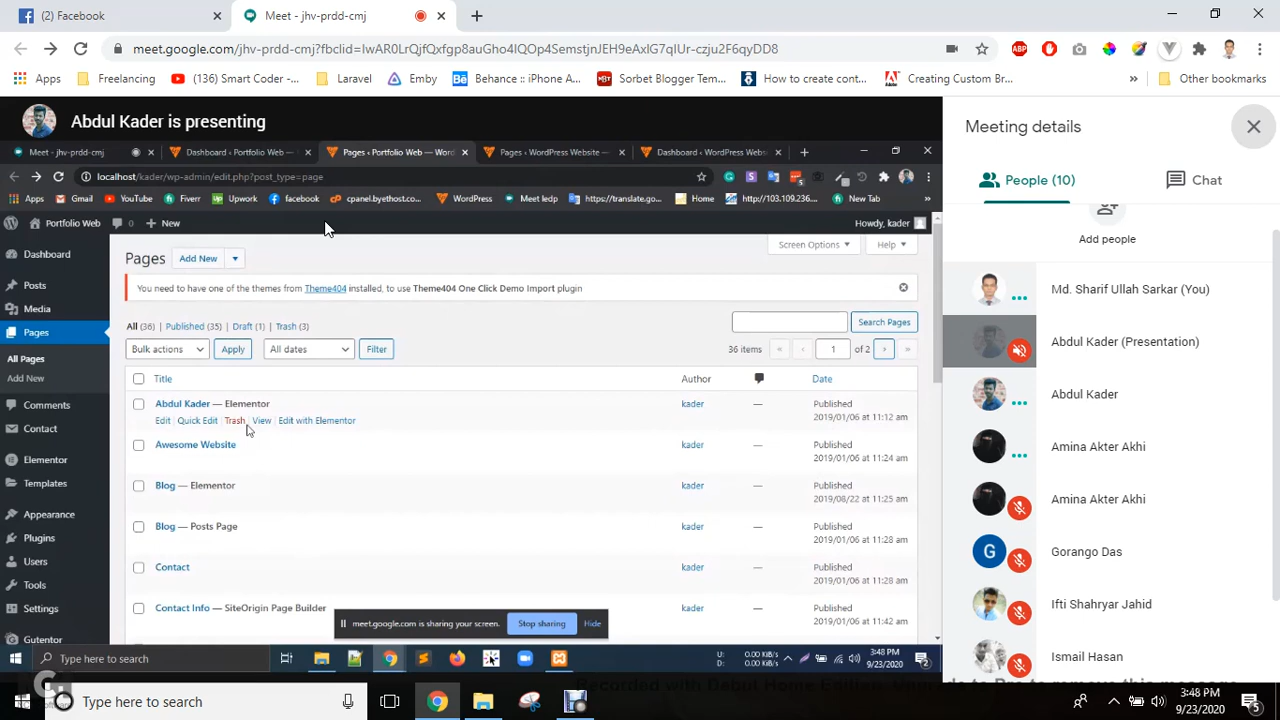 (2) Facebook
Meet - jhv-prdd-cmj
meet.google.com/jhv-prdd-cmj?fbclid=IwAR0LrQjfQxfgp8auGho4IQOp4SemstjnJEH9eAxIG7qIUr-czju2F6qyDD8
Apps
Freelancing
(136) Smart Coder -...
Laravel
Emby
Behance :: iPhone A...
Sorbet Blogger Tem...
How to create cont...
Creating Custom Br...
»
Other bookmarks
Abdul Kader is presenting
Meet - jhv-prdd-cmj
Dashboard ‹ Portfolio Web — W
Pages ‹ Portfolio Web — Word
Pages ‹ WordPress Website —
Dashboard ‹ WordPress Websi
localhost/kader/wp-admin/edit.php?post_type=page
Apps
Gmail
YouTube
Fiverr
Upwork
facebook
cpanel.byethost.co...
WordPress
Meet ledp
https://translate.go...
http://103.109.236...
New Tab
Portfolio Web
0
New
Howdy, kader
Dashboard
Posts
Media
Pages
All Pages
Add New
Comments
Contact
Elementor
Templates
Appearance
Plugins
Users
Tools
Settings
Gutentor
Screen Options
Help
Pages
Add New
You need to have one of the themes from Theme404 installed, to use Theme404 One Click Demo Import plugin
All (36) | Published (35) | Draft (1) | Trash (3)
Search Pages
Bulk actions
Apply
All dates
Filter
36 items « ‹ 1 of 2 › »
Title Author Date
Abdul Kader — Elementor kader — Published
2019/01/06 at 11:12 am
Edit | Quick Edit | Trash | View | Edit with Elementor
Awesome Website kader — Published
2019/01/06 at 11:24 am
Blog — Elementor kader — Published
2019/08/22 at 11:25 am
Blog — Posts Page kader — Published
2019/01/06 at 11:28 am
Contact kader — Published
2019/01/06 at 11:28 am
Contact Info — SiteOrigin Page Builder kader — Published
2019/01/06 at 11:42 am
meet.google.com is sharing your screen.
Stop sharing
Hide
Type here to search
U: 0.00 KiB/s
D: 0.00 KiB/s
3:48 PM
9/23/2020
2
Meeting details
People (10)
Chat
Add people
Md. Sharif Ullah Sarkar (You)
Abdul Kader (Presentation)
Abdul Kader
Amina Akter Akhi
Amina Akter Akhi
G
Gorango Das
Ifti Shahryar Jahid
Ismail Hasan
Type here to search
3:48 PM
9/23/2020
5